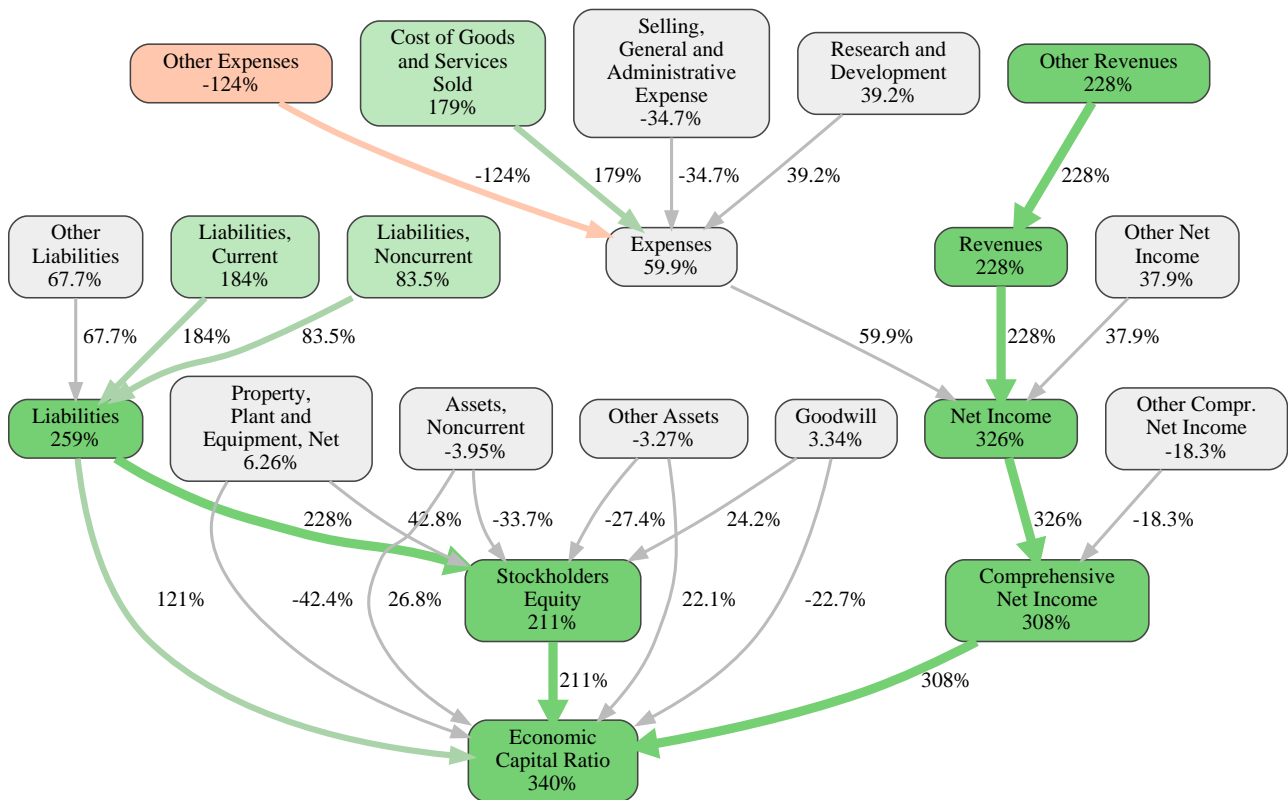 Other Expenses
-124%
Cost of Goods
and Services
Sold
179%
Selling,
General and
Administrative
Expense
-34.7%
Research and
Development
39.2%
Other Revenues
228%
-124%
179%
-34.7%
39.2%
228%
Other
Liabilities
67.7%
Liabilities,
Current
184%
Liabilities,
Noncurrent
83.5%
Expenses
59.9%
Revenues
228%
Other Net
Income
37.9%
67.7%
184%
83.5%
59.9%
228%
37.9%
Liabilities
259%
Property,
Plant and
Equipment, Net
6.26%
Assets,
Noncurrent
-3.95%
Other Assets
-3.27%
Goodwill
3.34%
Net Income
326%
Other Compr.
Net Income
-18.3%
228%
42.8%
-33.7%
-27.4%
24.2%
326%
-18.3%
121%
-42.4%
26.8%
Stockholders
Equity
211%
22.1%
-22.7%
Comprehensive
Net Income
308%
211%
308%
Economic
Capital Ratio
340%